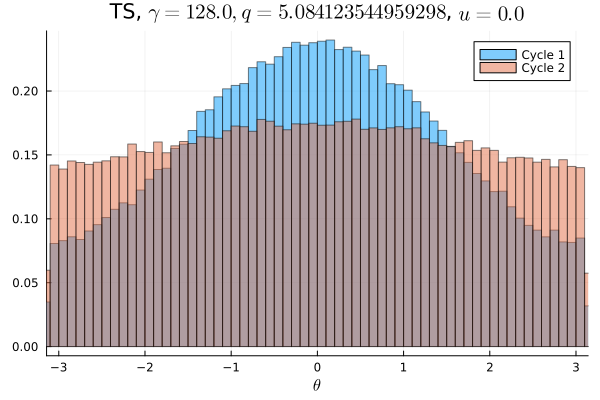 TS, γ = 128.0, q = 5.084123544959298, u = 0.0
Cycle 1
Cycle 2
0.20
0.15
0.10
0.05
0.00
−3 −2 −1 0 1 2 3
θ